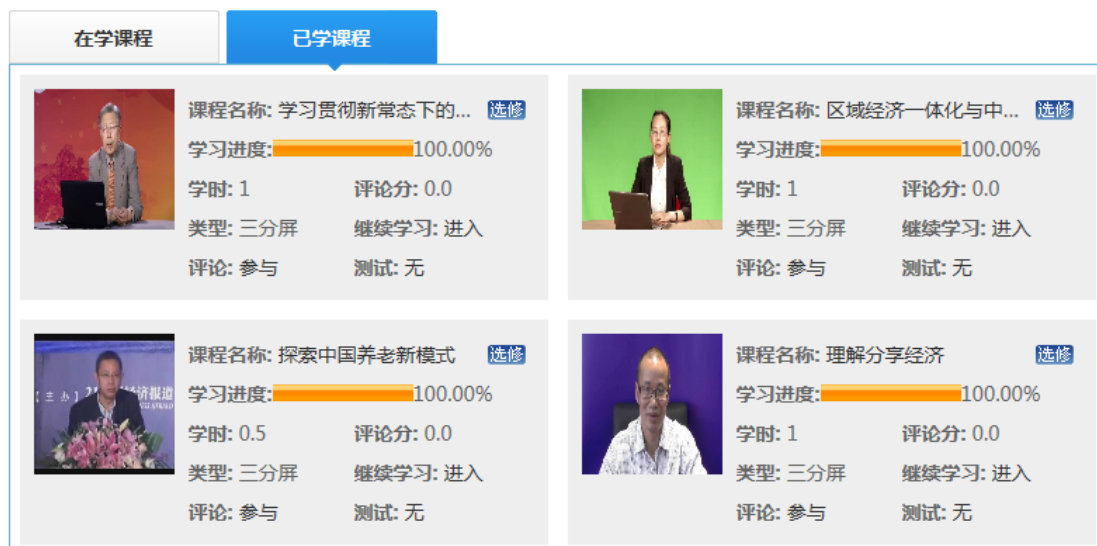 在学课程
已学课程
课程名称: 学习贯彻新常态下的... 选修
学习进度: 100.00%
学时: 1 评论分: 0.0
类型: 三分屏 继续学习: 进入
评论: 参与 测试: 无
课程名称: 区域经济一体化与中... 选修
学习进度: 100.00%
学时: 1 评论分: 0.0
类型: 三分屏 继续学习: 进入
评论: 参与 测试: 无
【主办】 经济报道
课程名称: 探索中国养老新模式 选修
学习进度: 100.00%
学时: 0.5 评论分: 0.0
类型: 三分屏 继续学习: 进入
评论: 参与 测试: 无
课程名称: 理解分享经济 选修
学习进度: 100.00%
学时: 1 评论分: 0.0
类型: 三分屏 继续学习: 进入
评论: 参与 测试: 无